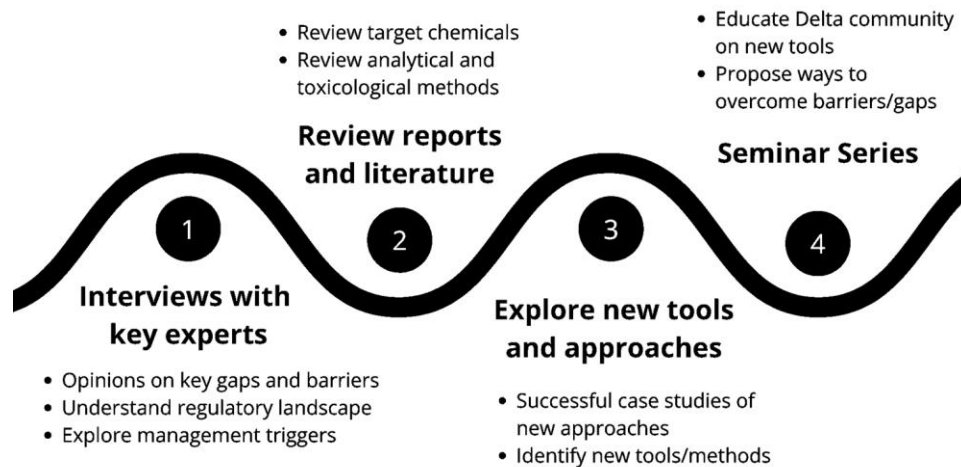 1
Interviews with
key experts
• Opinions on key gaps and barriers
• Understand regulatory landscape
• Explore management triggers
• Review target chemicals
• Review analytical and
toxicological methods
Review reports
and literature
2
3
Explore new tools
and approaches
• Successful case studies of
new approaches
• Identify new tools/methods
• Educate Delta community
on new tools
• Propose ways to
overcome barriers/gaps
Seminar Series
4